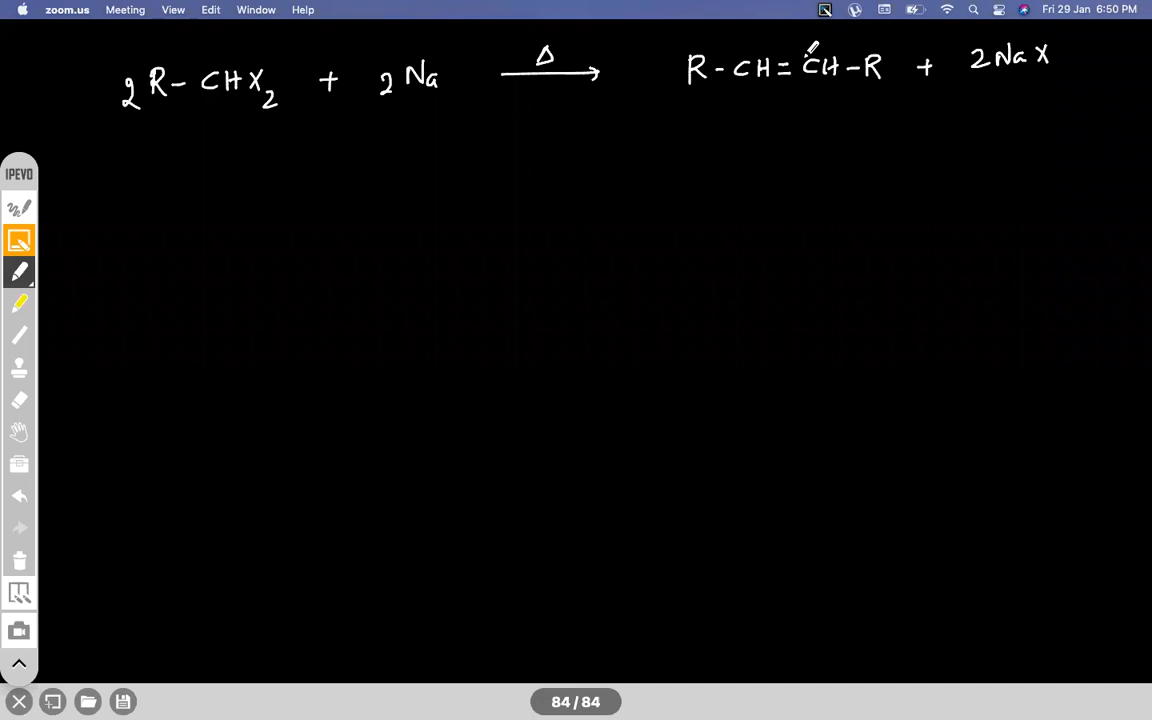 zoom.us Meeting View Edit Window Help Fri 29 Jan 6:50 PM
2 R - CHX2 + 2 Na Δ → R - CH = CH - R + 2 NaX
IPEVO
84 / 84